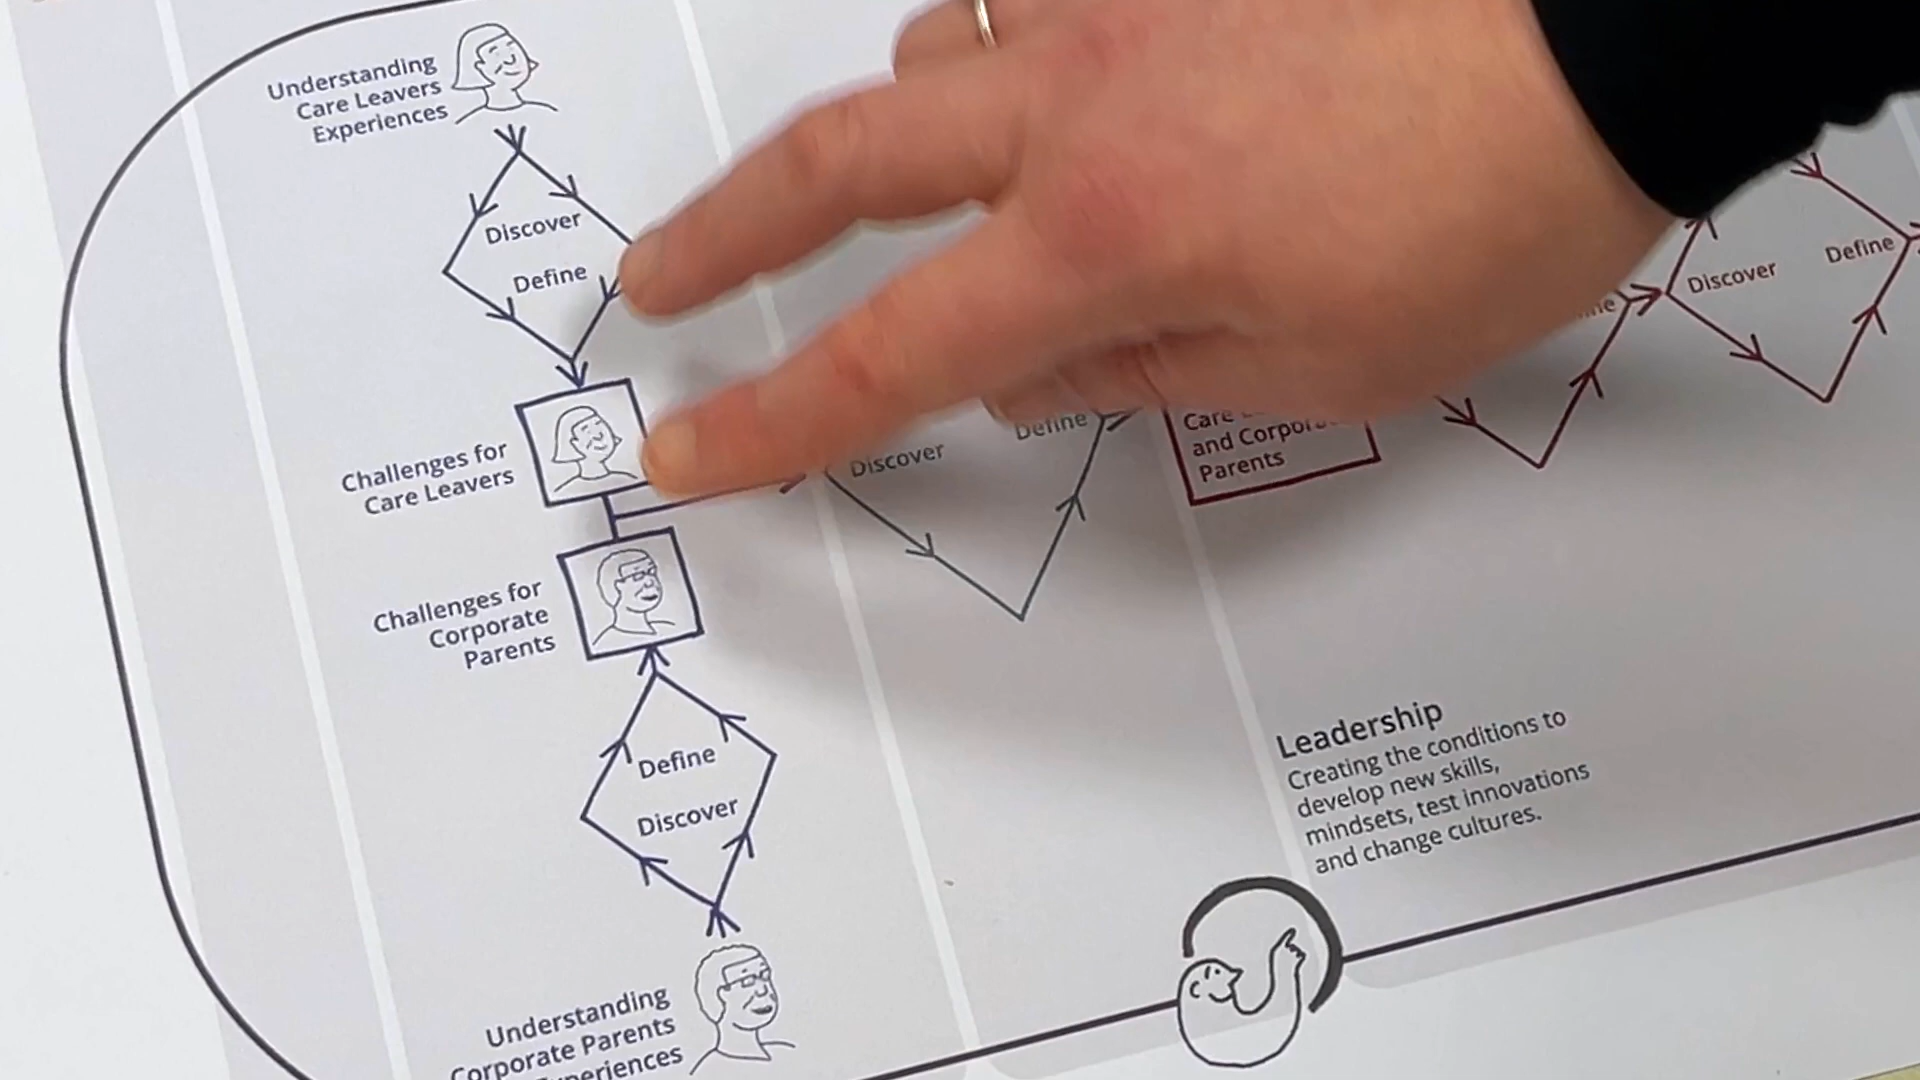 Understanding
Care Leavers
Experiences
Discover
Define
Challenges for
Care Leavers
Challenges for
Corporate
Parents
Define
Discover
Understanding
Corporate Parents
Discover
Define
Care
and
Parents
Discover
Define
Leadership
Creating the conditions to
develop new skills,
mindsets, test innovations
and change cultures.